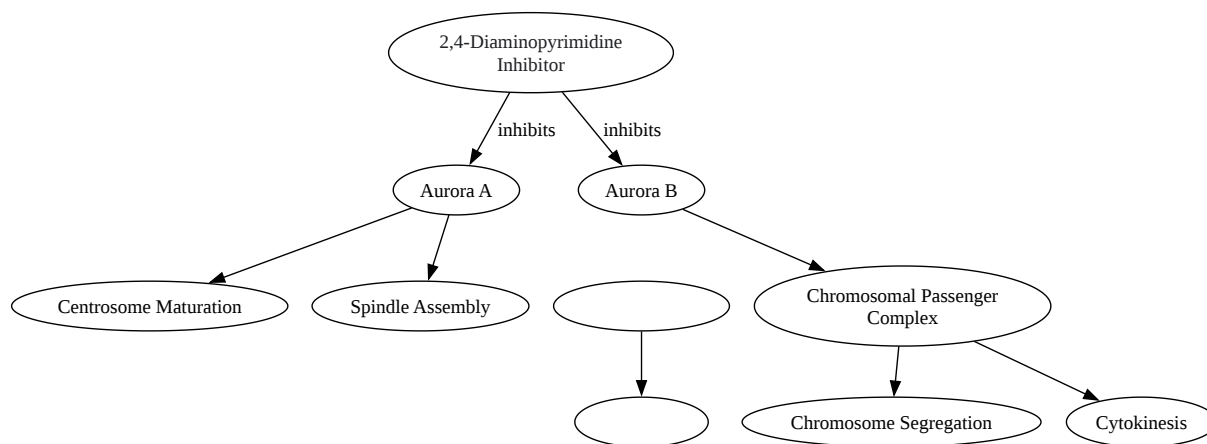 2,4-Diaminopyrimidine
Inhibitor
inhibits
inhibits
Aurora A
Aurora B
Centrosome Maturation
Spindle Assembly
Chromosomal Passenger
Complex
Chromosome Segregation
Cytokinesis